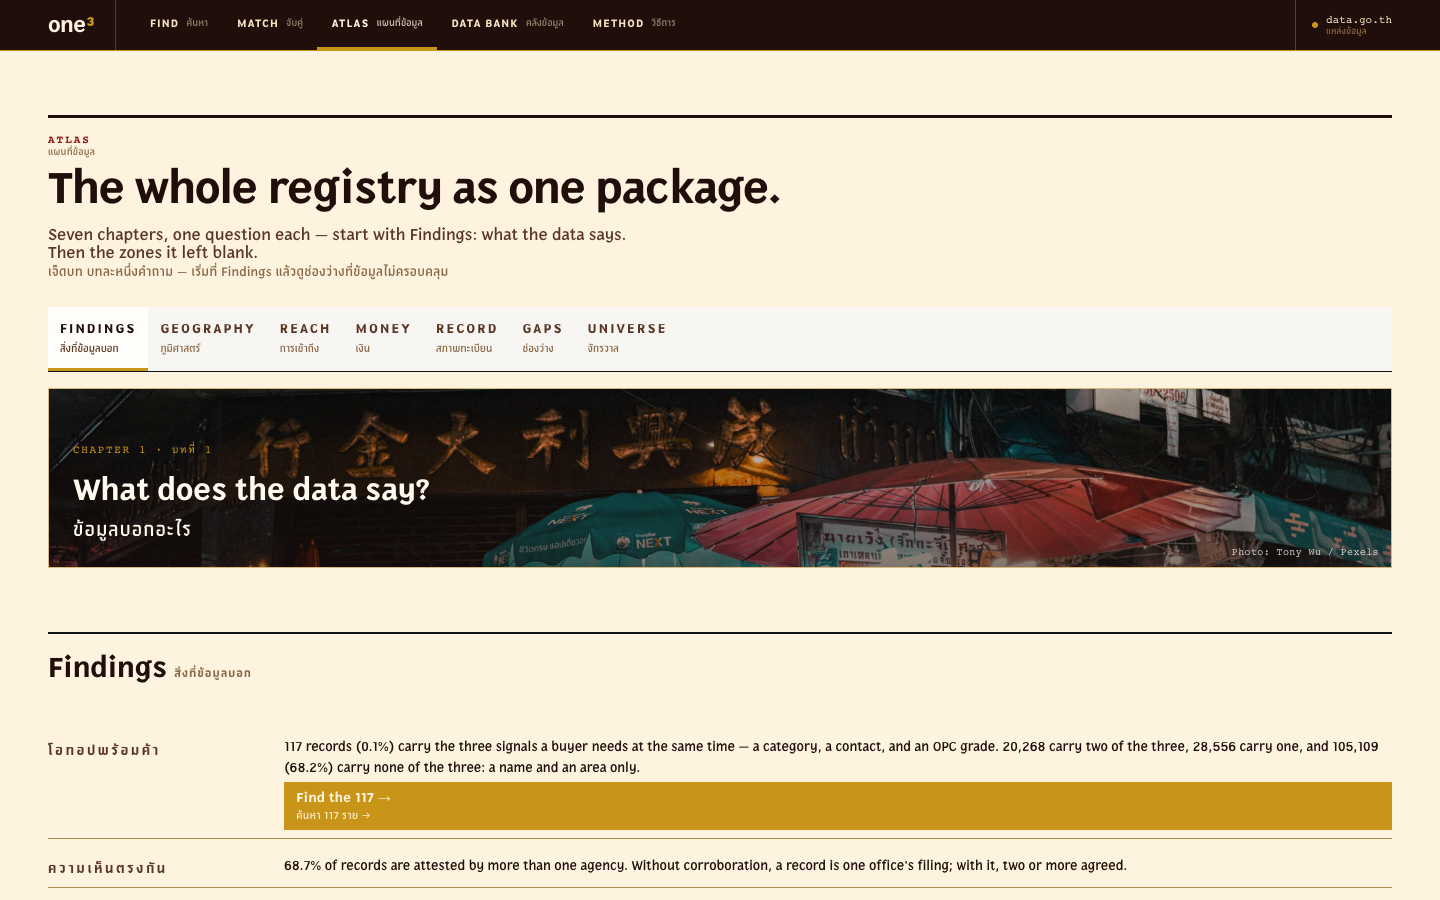 one³
FIND ค้นหา
MATCH จับคู่
ATLAS แผนที่ข้อมูล
DATA BANK คลังข้อมูล
METHOD วิธีการ
data.go.th
แหล่งข้อมูล
ATLAS
แผนที่ข้อมูล
The whole registry as one package.
Seven chapters, one question each — start with Findings: what the data says.
Then the zones it left blank.
เจ็ดบท บทละหนึ่งคำถาม — เริ่มที่ Findings แล้วดูช่องว่างที่ข้อมูลไม่ครอบคลุม
FINDINGS
สิ่งที่ข้อมูลบอก
GEOGRAPHY
ภูมิศาสตร์
REACH
การเข้าถึง
MONEY
เงิน
RECORD
สภาพทะเบียน
GAPS
ช่องว่าง
UNIVERSE
จักรวาล
行金大利興
CHAPTER 1 · บทที่ 1
What does the data say?
ข้อมูลบอกอะไร
NEXT
NEXT
Photo: Tony Wu / Pexels
Findings สิ่งที่ข้อมูลบอก
โอทอปพร้อมค้า
117 records (0.1%) carry the three signals a buyer needs at the same time — a category, a contact, and an OPC grade. 20,268 carry two of the three, 28,556 carry one, and 105,109
(68.2%) carry none of the three: a name and an area only.
Find the 117 →
ค้นหา 117 ราย →
ความเห็นตรงกัน
68.7% of records are attested by more than one agency. Without corroboration, a record is one office's filing; with it, two or more agreed.